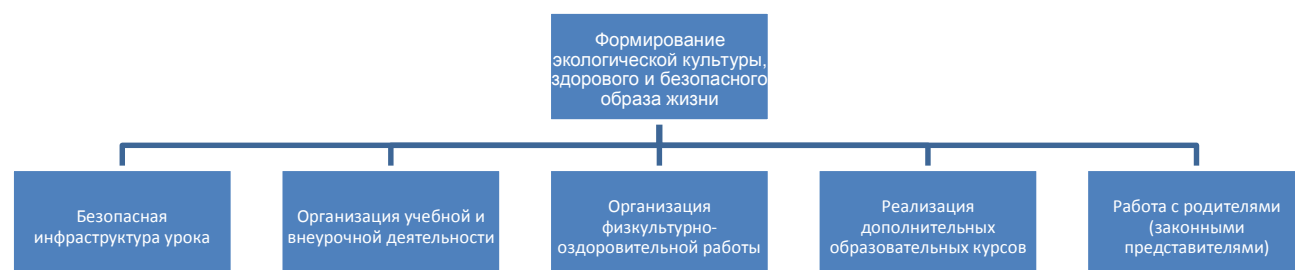 Формирование
экологической культуры,
здорового и безопасного
образа жизни
Безопасная
инфраструктура урока
Организация учебной и
внеурочной деятельности
Организация
физкультурно-
оздоровительной работы
Реализация
дополнительных
образовательных курсов
Работа с родителями
(законными
представителями)